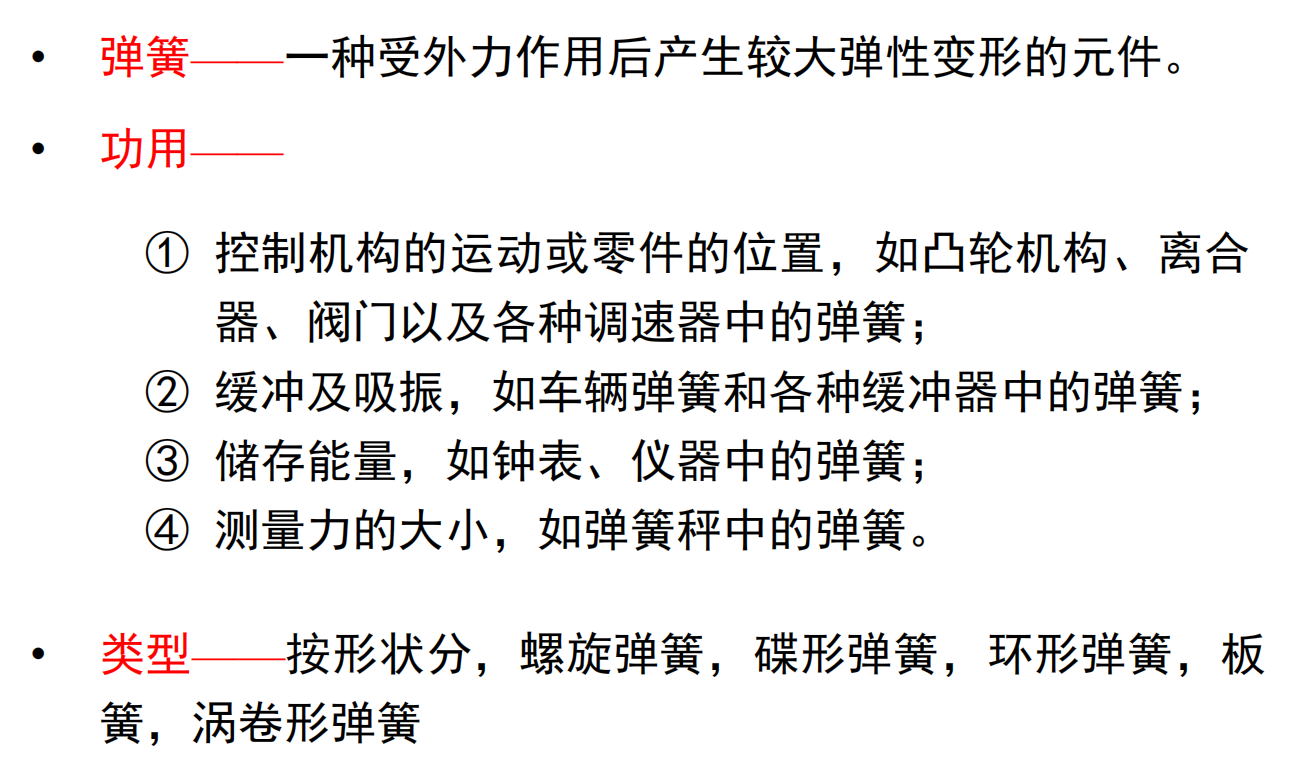 • 弹簧——一种受外力作用后产生较大弹性变形的元件。
• 功用——
① 控制机构的运动或零件的位置，如凸轮机构、离合
器、阀门以及各种调速器中的弹簧；
② 缓冲及吸振，如车辆弹簧和各种缓冲器中的弹簧；
③ 储存能量，如钟表、仪器中的弹簧；
④ 测量力的大小，如弹簧秤中的弹簧。
• 类型——按形状分，螺旋弹簧，碟形弹簧，环形弹簧，板
簧，涡卷形弹簧